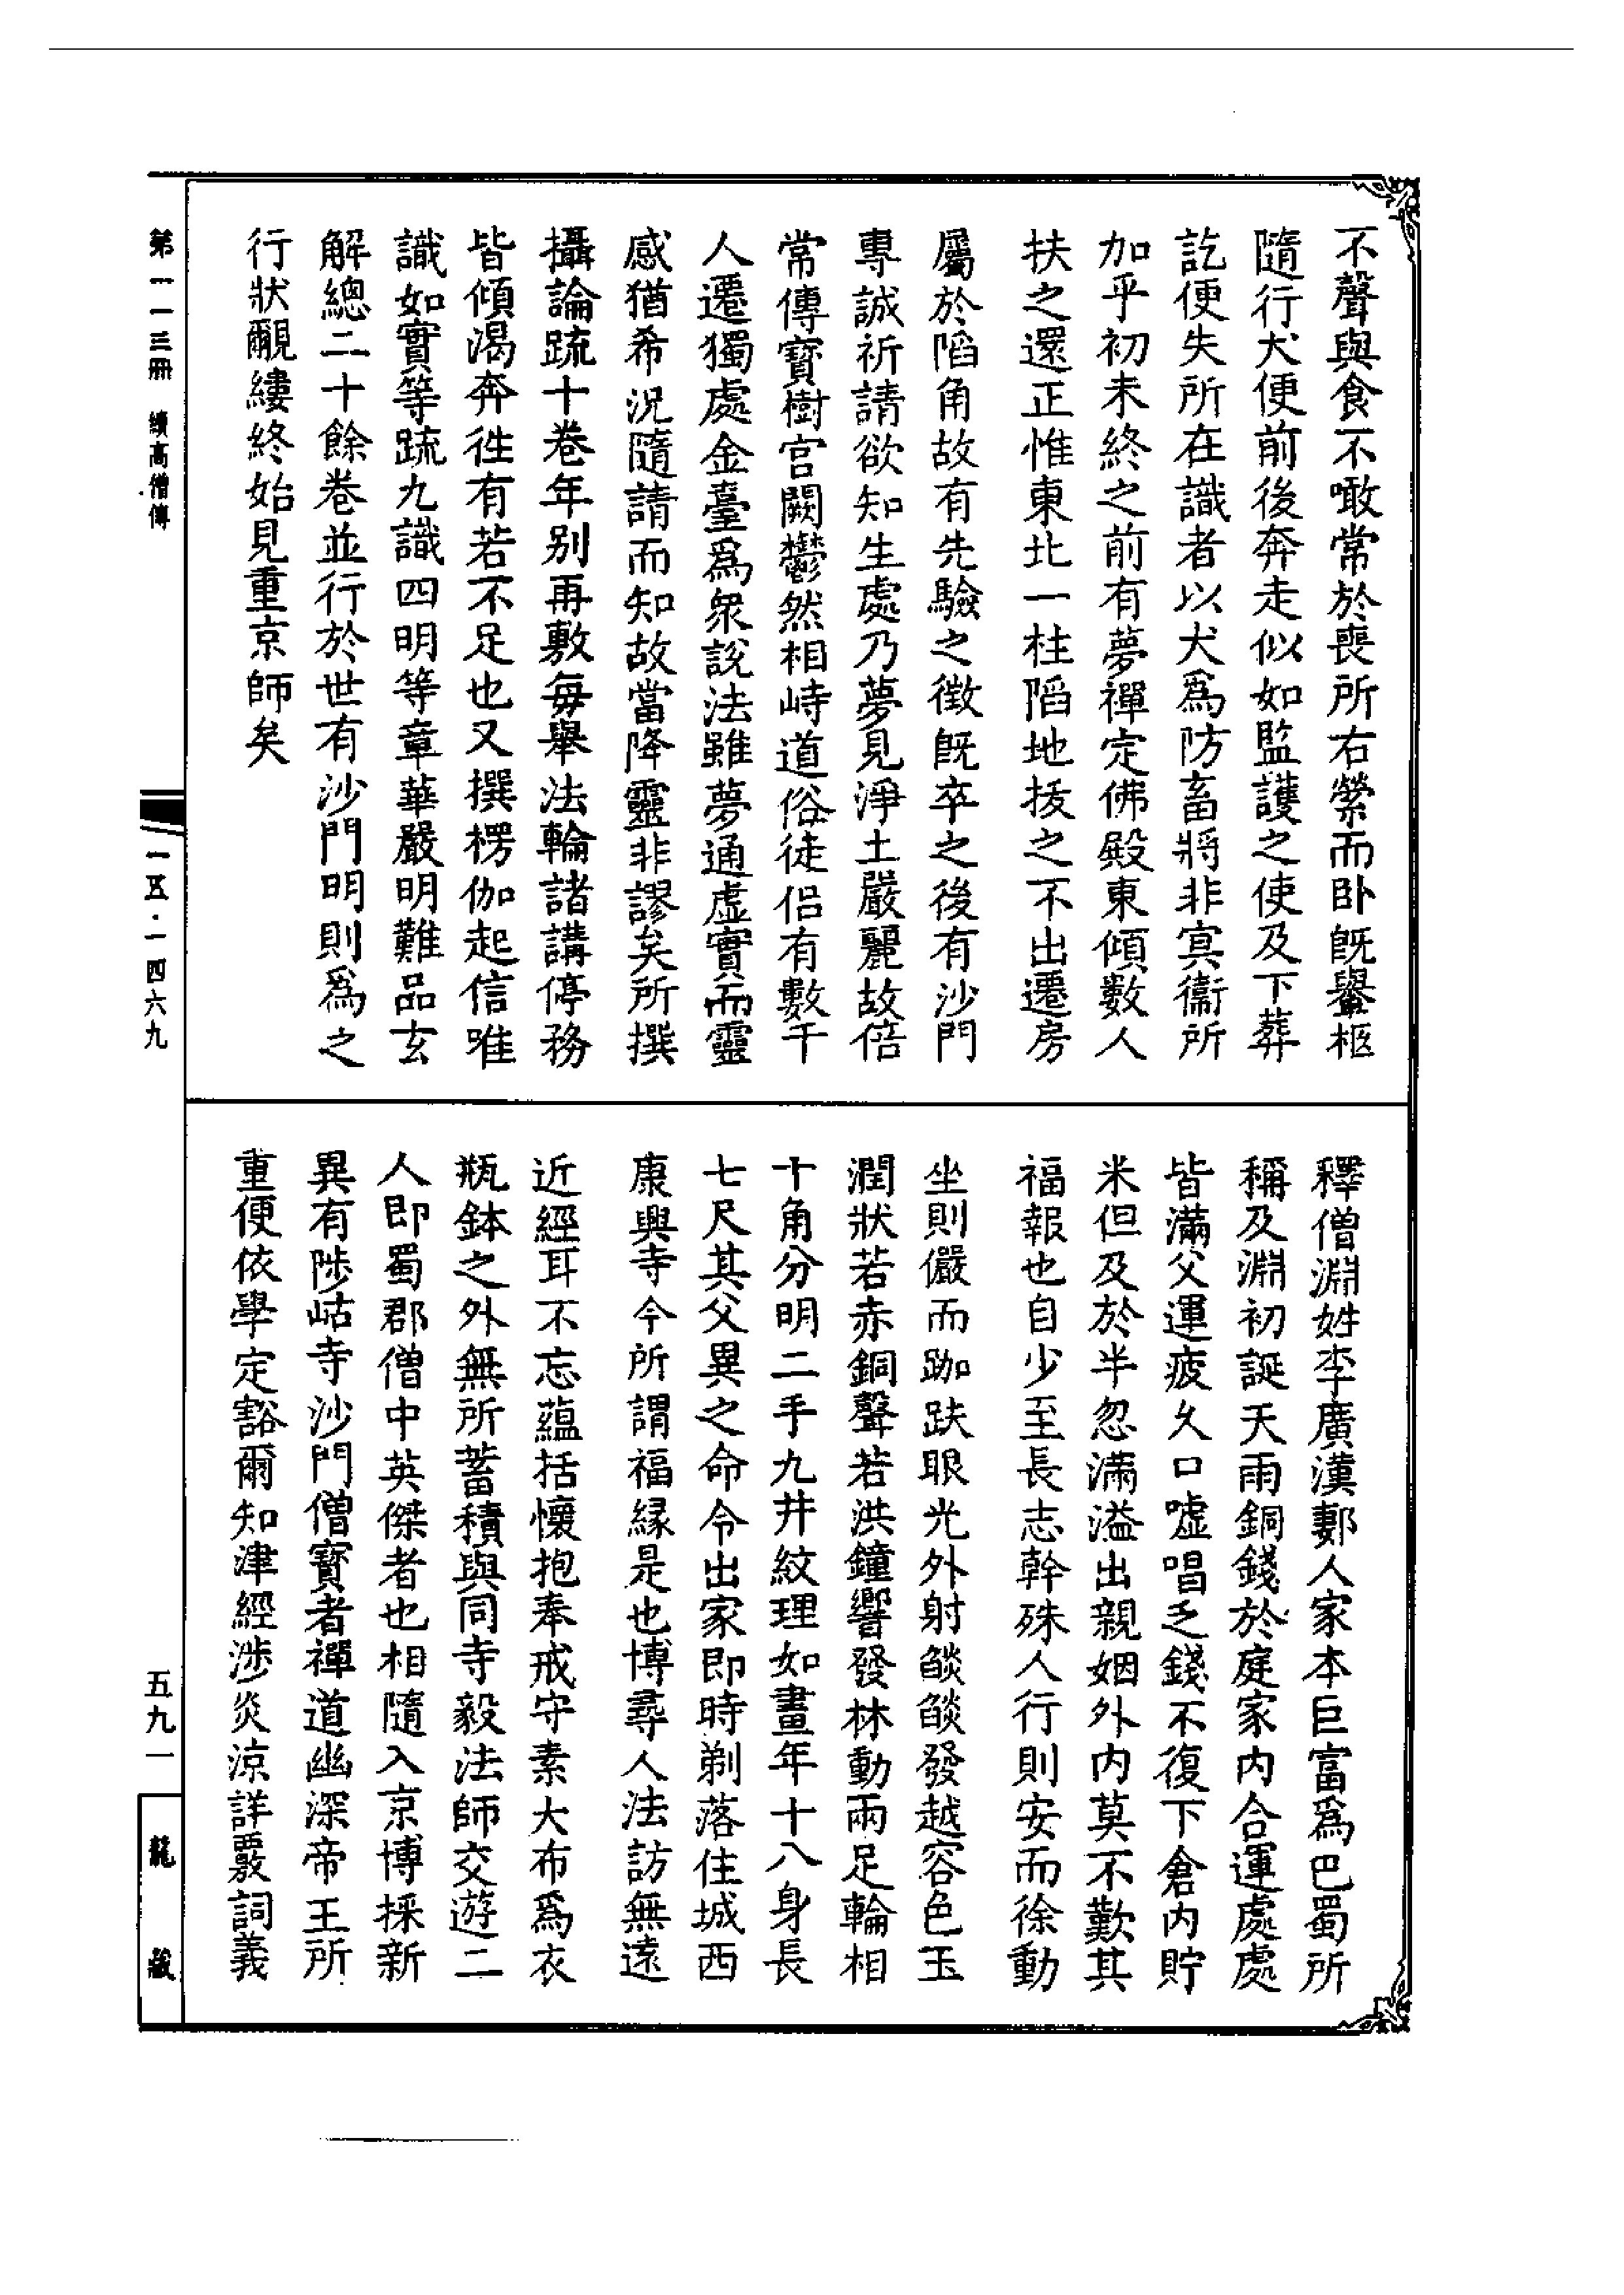 不聲與食不噉常於喪所右縈而卧旣轝柩
隨行犬便前後奔走似如監護之使及下葬
訖便失所在識者以犬爲防畜將非㝠衞所
加乎初未終之前有夢禪定佛殿東傾數人
扶之還正惟東北一柱陷地拔之不出遷房
屬於陷角故有先驗之徴旣卒之後有沙門
專誠祈請欲知生處乃夢見淨土嚴麗故倍
常傳寳樹宫闕鬱然相峙道俗徒侣有數千
人遷獨處金臺爲衆說法雖夢通虛實而靈
感猶希况隨請而知故當降靈非謬矣所撰
攝論䟽十卷年别再敷每舉法輪諸講停務
皆傾渴奔徃有若不足也又撰楞伽起信唯
識如實等䟽九識四明等章華嚴明難品玄
解總二十餘卷並行於世有沙門明則爲之
行狀覼縷終始見重京師矣
釋僧淵姓李廣漢郪人家本巨富爲巴蜀所
稱及淵初誕天雨銅錢於庭家内合運處處
皆滿父運疲久口噓唱乏錢不復下倉内貯
米但及於半忽滿溢出親姻外内莫不歎其
福報也自少至長志幹殊人行則安而徐動
坐則儼而跏趺眼光外射燄燄發越容色玉
潤狀若赤銅聲若洪鐘響發林動兩足輪相
十角分明二手九井紋理如畫年十八身長
七尺其父異之命令出家即時剃落住城西
康興寺今所謂福縁是也博尋人法訪無遠
近經耳不忘蘊括懷抱奉戒守素大布爲衣
瓶鉢之外無所蓄積與同寺毅法師交遊二
人即蜀郡僧中英傑者也相隨入京博採新
異有陟岵寺沙門僧寳者禪道幽深帝王所
重便依學定豁爾知津經涉炎涼詳覈詞義
第一一三冊 續高僧傳
一五·一四六九
五九一
龍藏